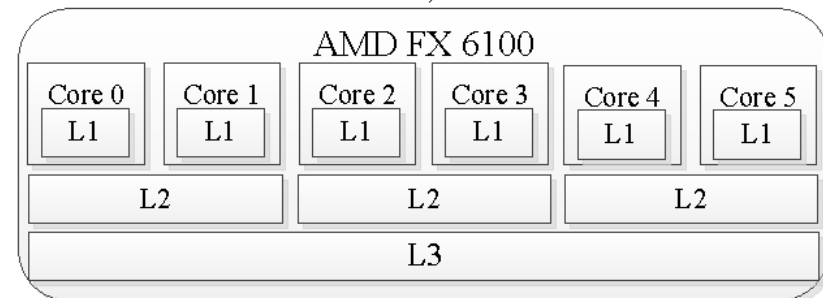 AMD FX 6100
Core 0 Core 1 Core 2 Core 3 Core 4 Core 5
L1 L1 L1 L1 L1 L1
L2 L2 L2
L3